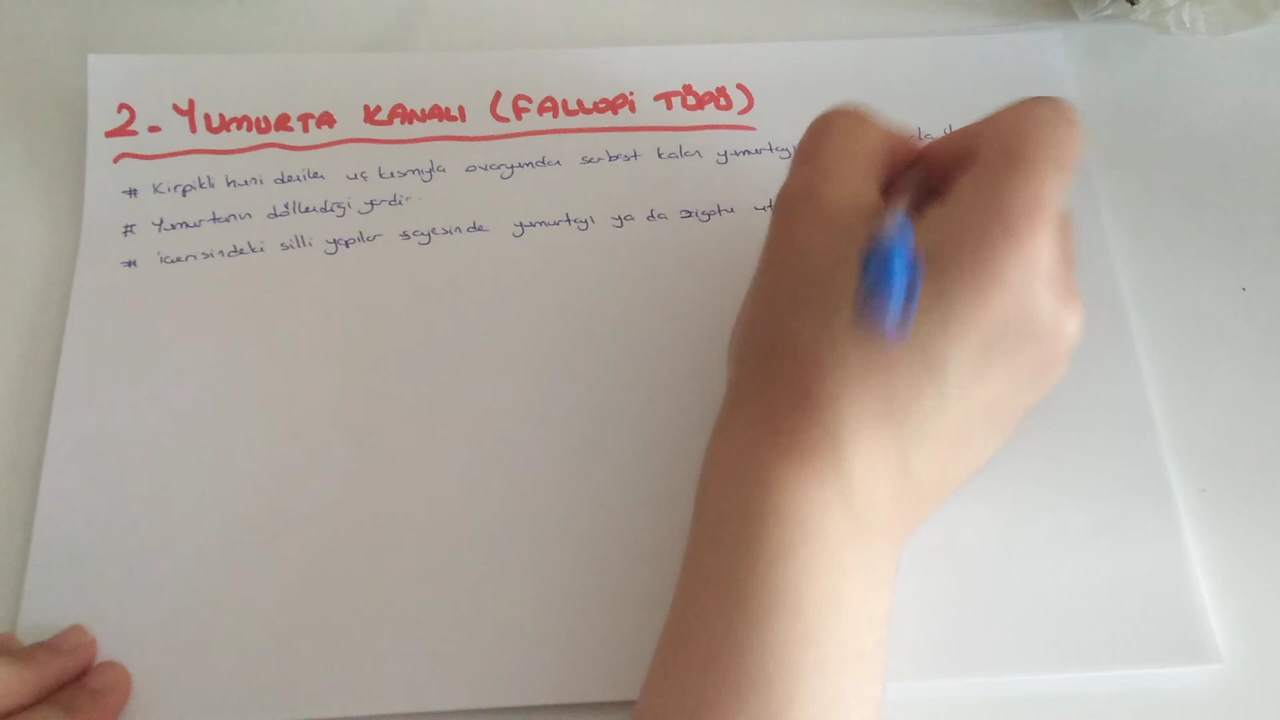 2- YUMURTA KANALI (FALLOPİ TÜPÜ)
# Kirpikli huni denilen uç kısmıyla ovaryumdan serbest kalan yumurtayı
# Yumurtanın döllendiği yerdir.
# içerisindeki silli yapılar sayesinde yumurtayı ya da zigotu